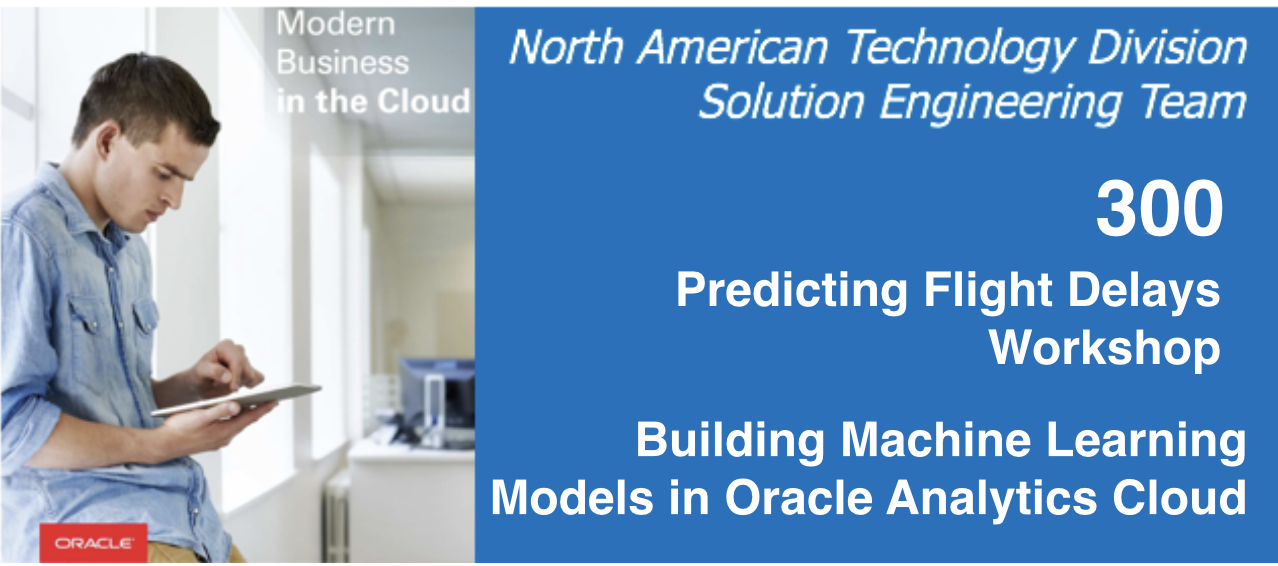 Modern
Business
in the Cloud
ORACLE
North American Technology Division
Solution Engineering Team
300
Predicting Flight Delays
Workshop
Building Machine Learning
Models in Oracle Analytics Cloud